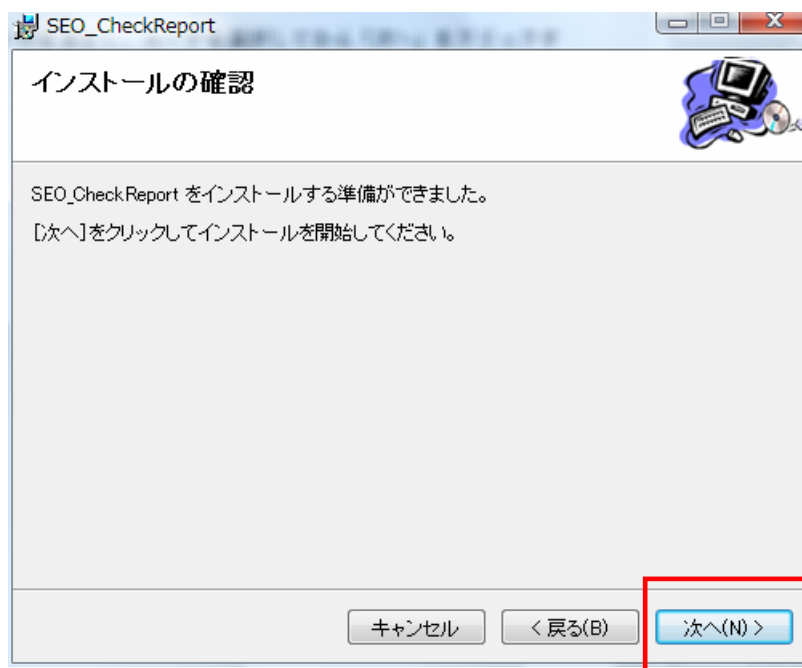 SEO_CheckReport
インストールの確認
SEO_CheckReport をインストールする準備ができました。
[次へ]をクリックしてインストールを開始してください。
キャンセル
< 戻る(B)
次へ(N) >